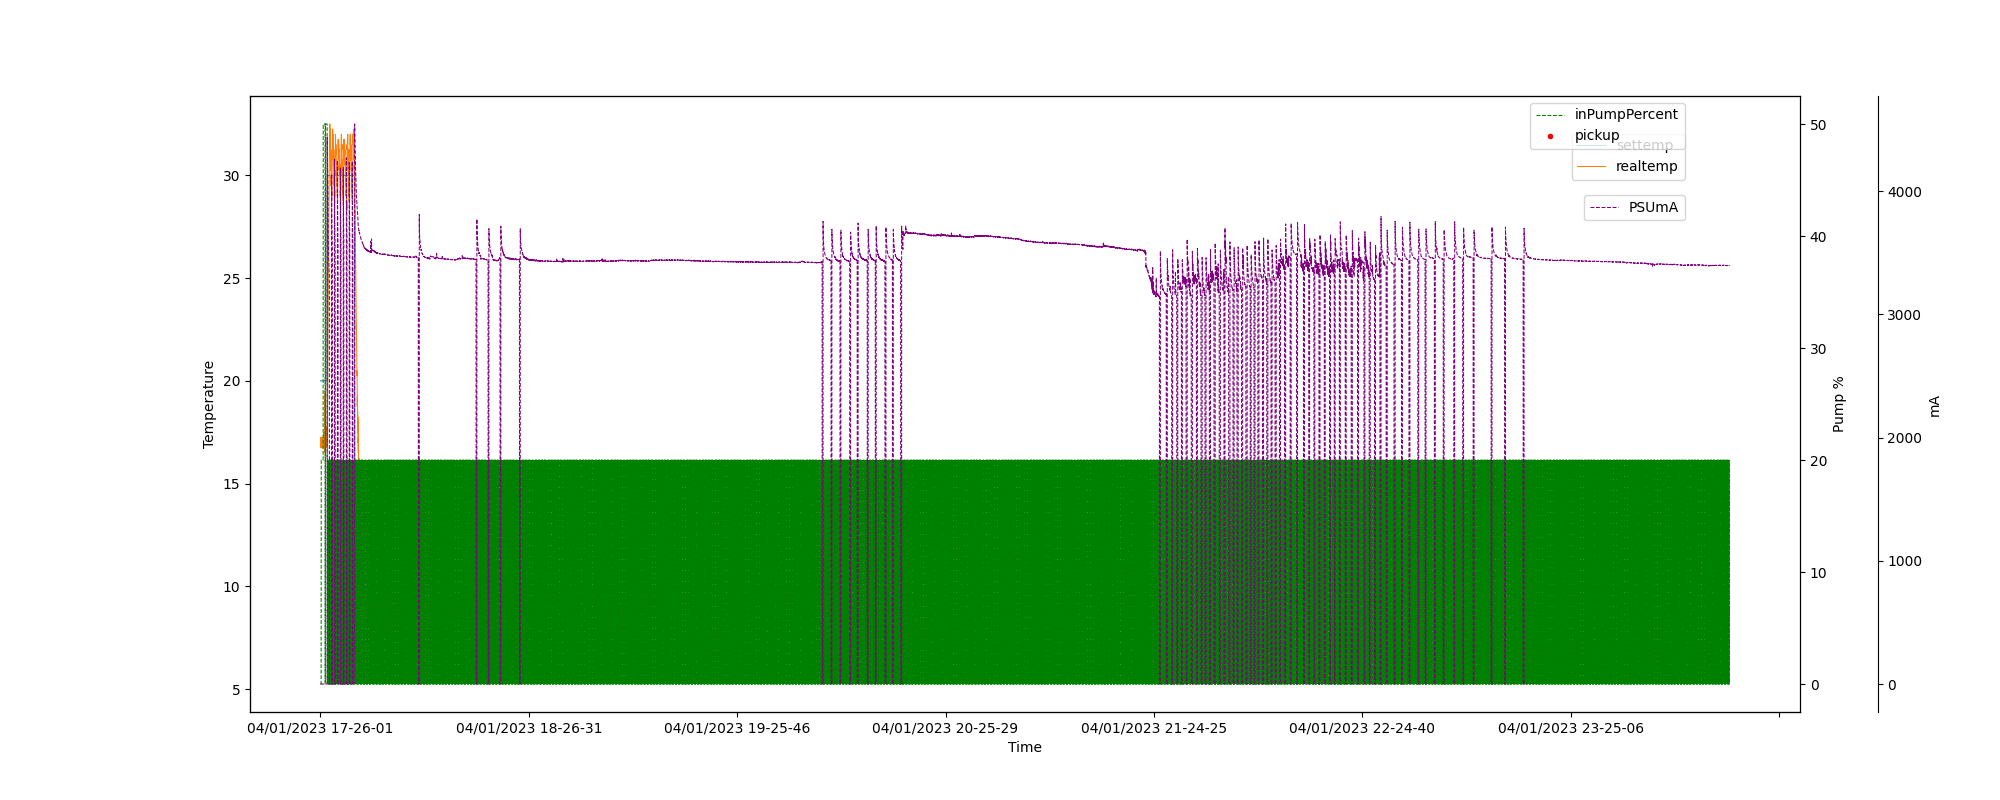 inPumpPercent
pickup
settemp
realtemp
PSUmA
30
25
20
15
10
5
Temperature
50
40
30
20
10
0
Pump %
4000
3000
2000
1000
0
mA
04/01/2023 17-26-01
04/01/2023 18-26-31
04/01/2023 19-25-46
04/01/2023 20-25-29
04/01/2023 21-24-25
04/01/2023 22-24-40
04/01/2023 23-25-06
Time